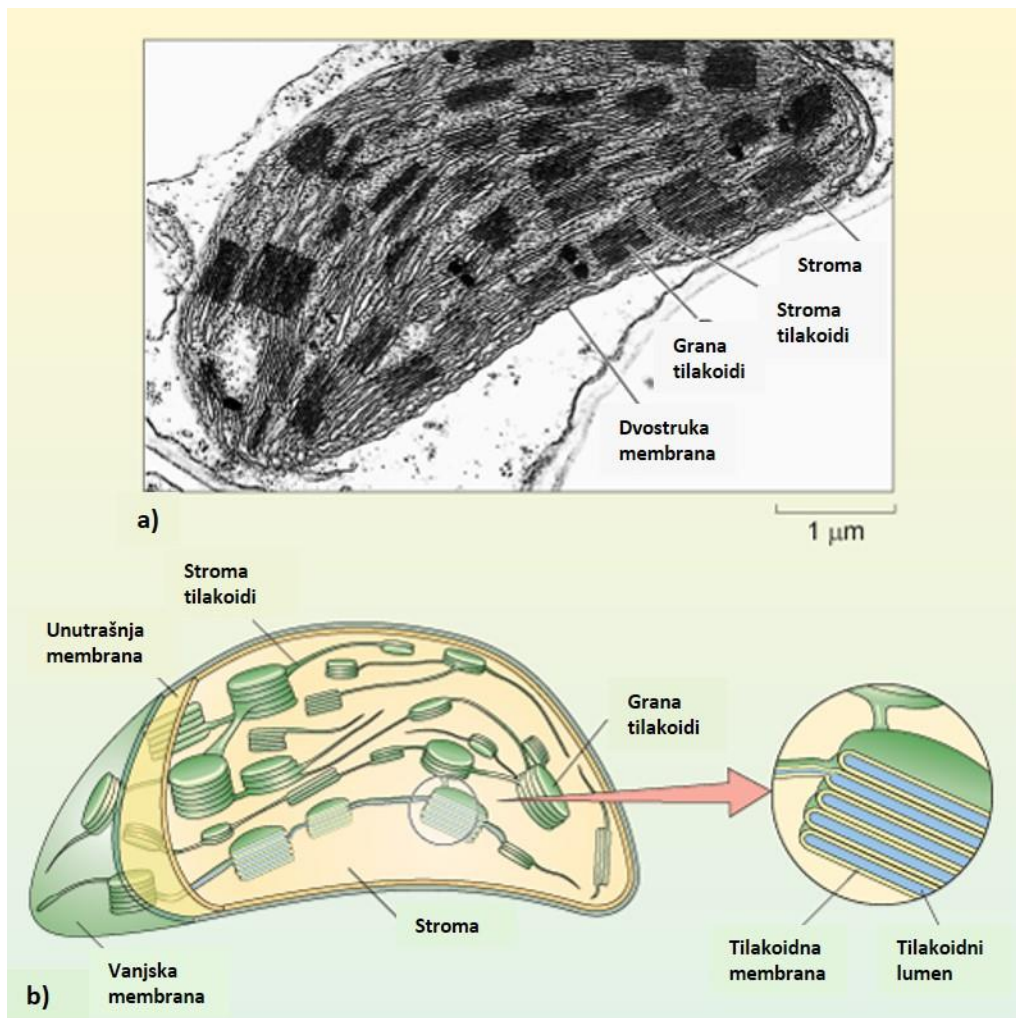 Stroma
Stroma
tilakoidi
Grana
tilakoidi
Dvostruka
membrana
a)
1 μm
Stroma
tilakoidi
Unutrašnja
membrana
Grana
tilakoidi
Stroma
Tilakoidna
membrana
Tilakoidni
lumen
Vanjska
membrana
b)